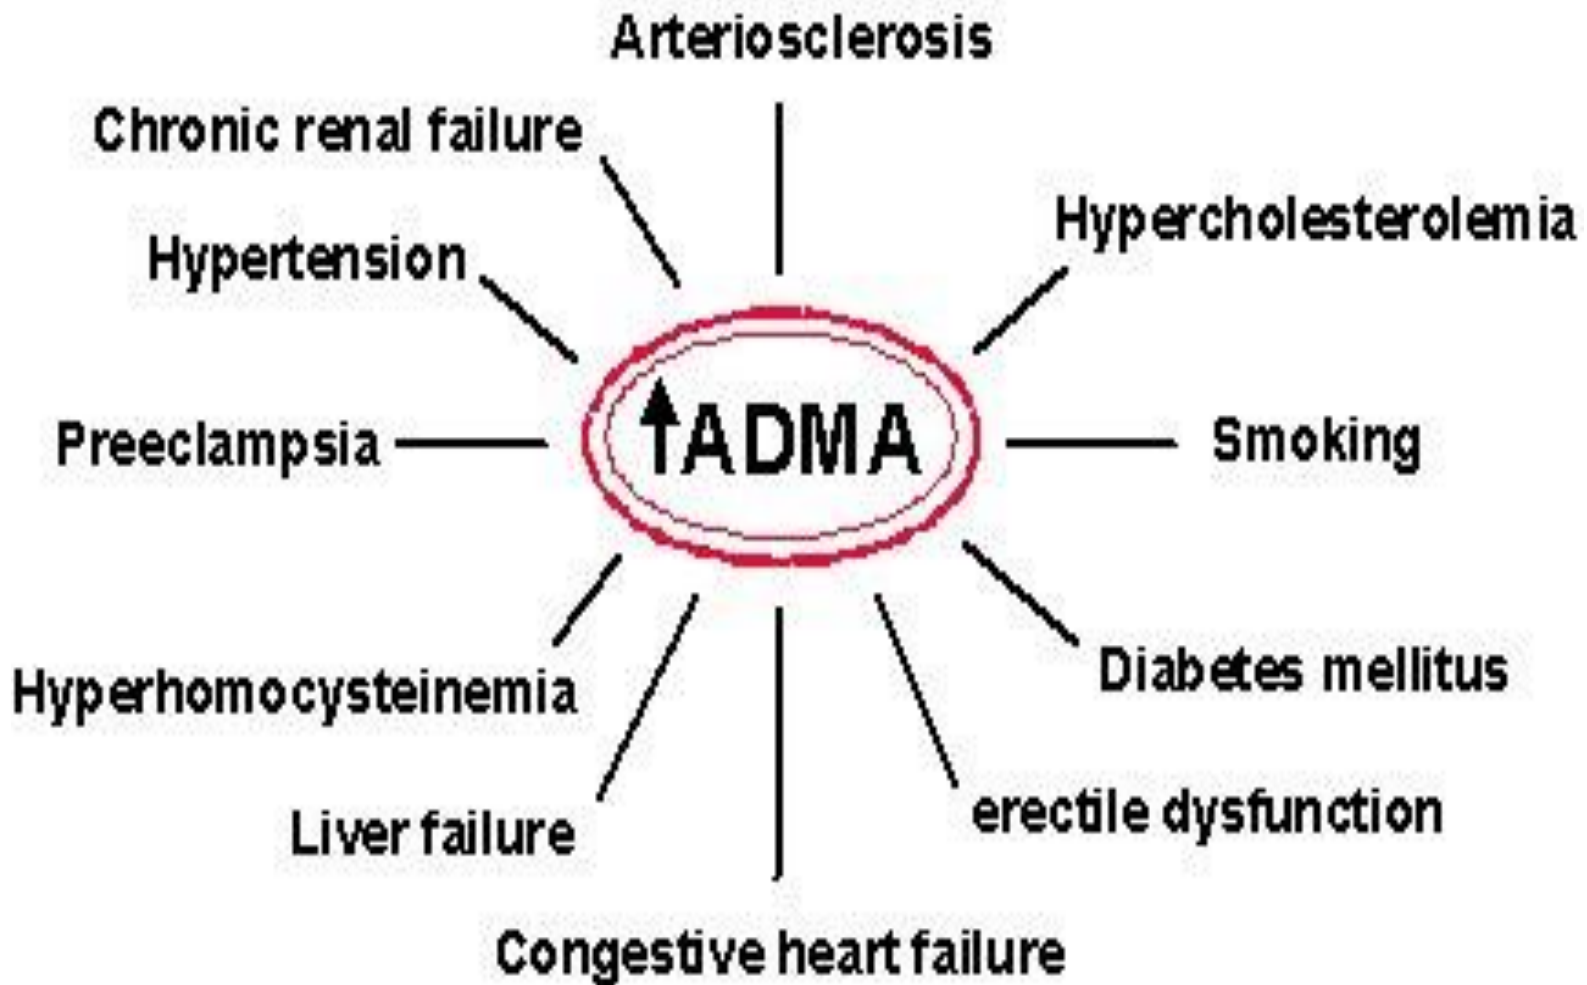 Arteriosclerosis
Chronic renal failure
Hypercholesterolemia
Hypertension
↑ADMA
Preeclampsia
Smoking
Hyperhomocysteinemia
Diabetes mellitus
Liver failure
erectile dysfunction
Congestive heart failure